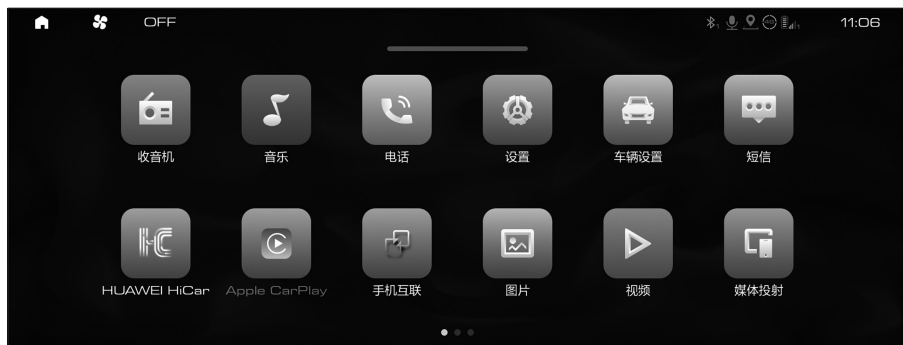 OFF
11:06
收音机
音乐
电话
设置
车辆设置
短信
HUAWEI HiCar
Apple CarPlay
手机互联
图片
视频
媒体投射